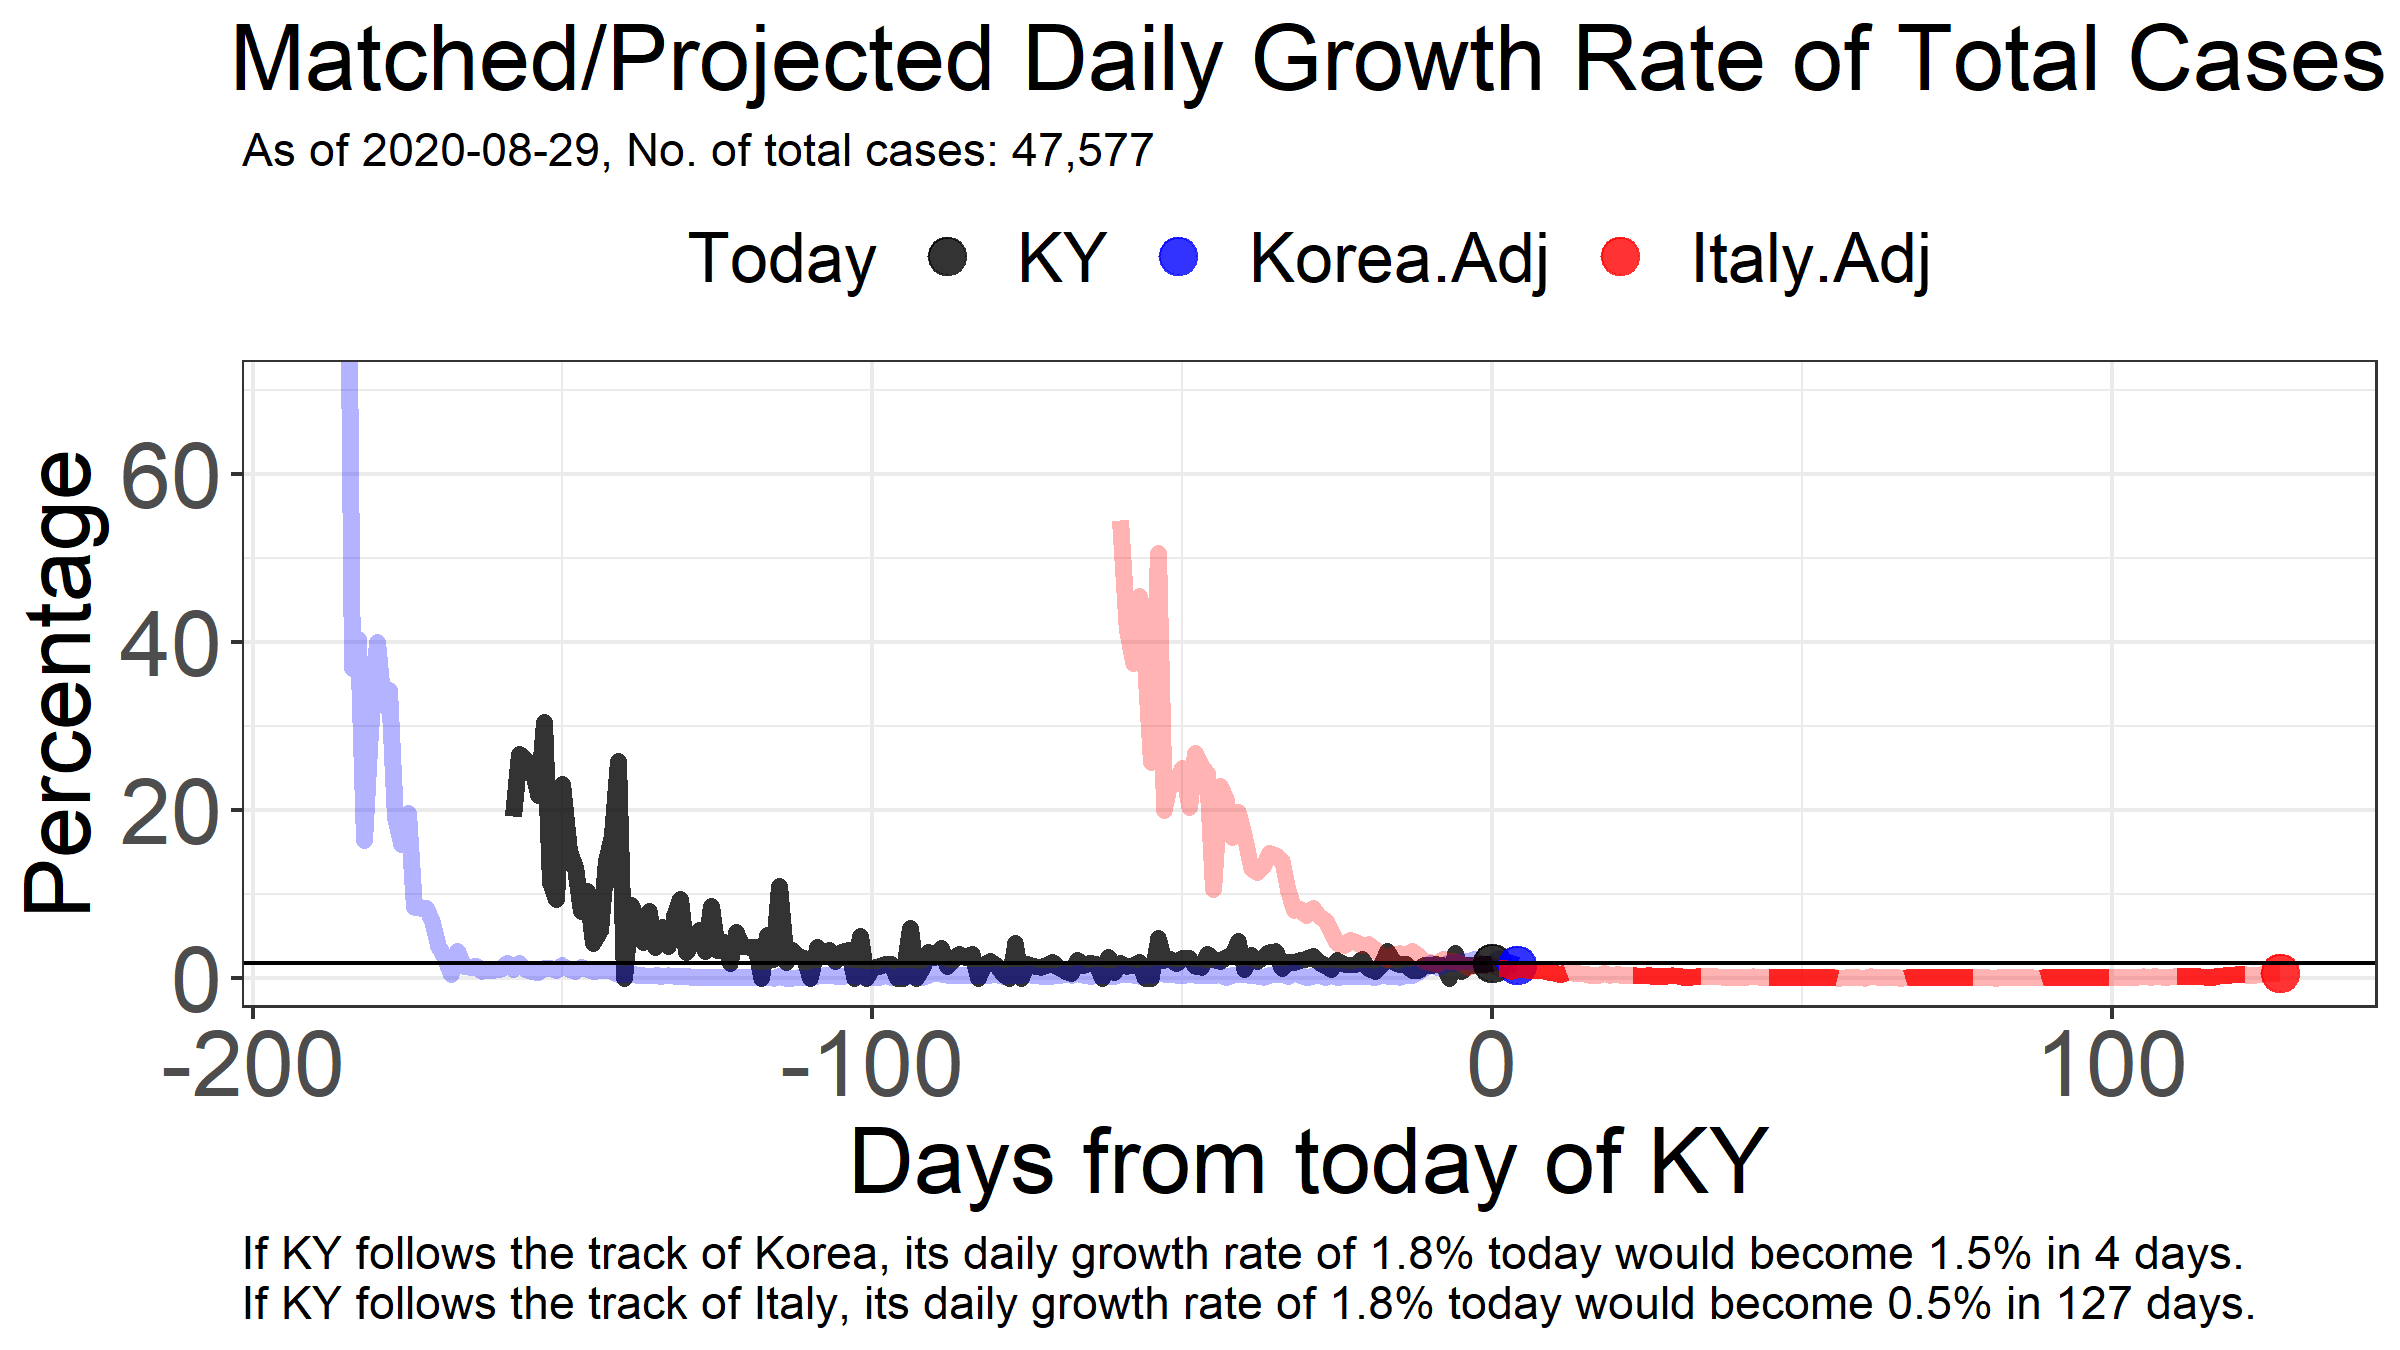 Matched/Projected Daily Growth Rate of Total Cases
As of 2020-08-29, No. of total cases: 47,577
Today KY Korea.Adj Italy.Adj
Percentage
60
40
20
0
-200 -100 0 100
Days from today of KY
If KY follows the track of Korea, its daily growth rate of 1.8% today would become 1.5% in 4 days.
If KY follows the track of Italy, its daily growth rate of 1.8% today would become 0.5% in 127 days.